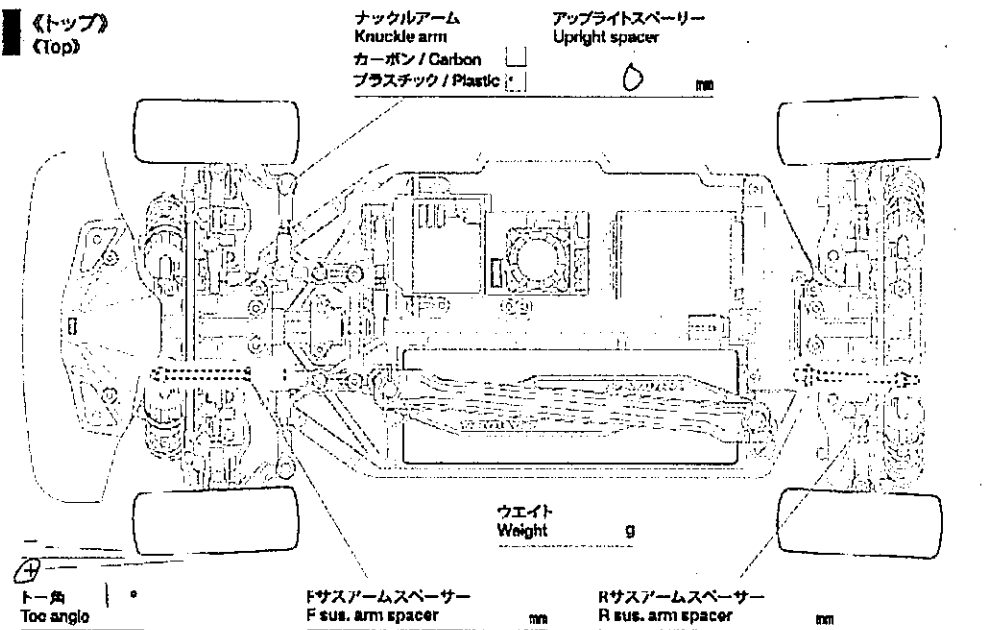 《トップ》
《Top》
ナックルアーム
Knuckle arm
カーボン / Carbon
プラスチック / Plastic
アップライトスペーサー
Upright spacer
0 mm
ウエイト
Weight g
+
トー角 1°
Toe angle
Fサスアームスペーサー
F sus. arm spacer mm
Rサスアームスペーサー
R sus. arm spacer mm